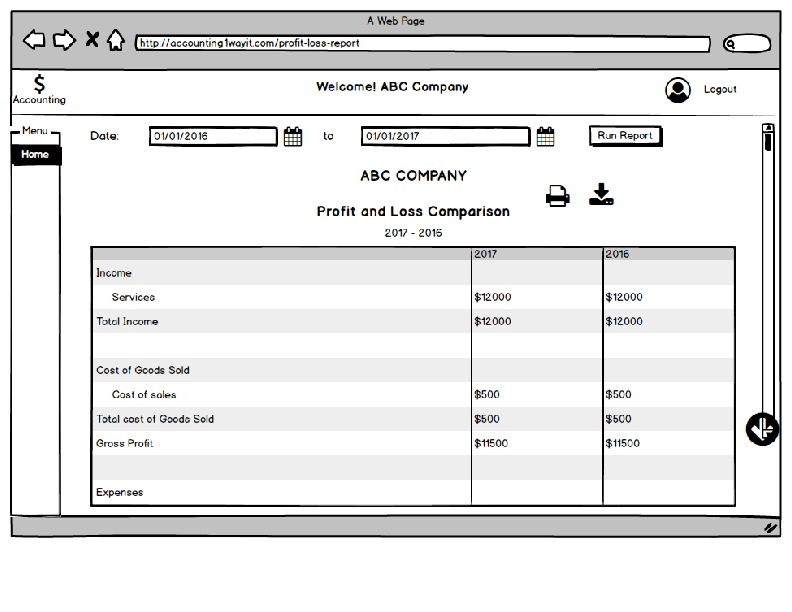 A Web Page
http://accounting1wayit.com/profit-loss-report
$
Accounting
Welcome! ABC Company
Logout
Menu
Home
Date:
01/01/2016
to
01/01/2017
Run Report
ABC COMPANY
Profit and Loss Comparison
2017 - 2016
2017 2016
Income
Services $12000 $12000
Total Income $12000 $12000
Cost of Goods Sold
Cost of sales $500 $500
Total cost of Goods Sold $500 $500
Gross Profit $11500 $11500
Expenses